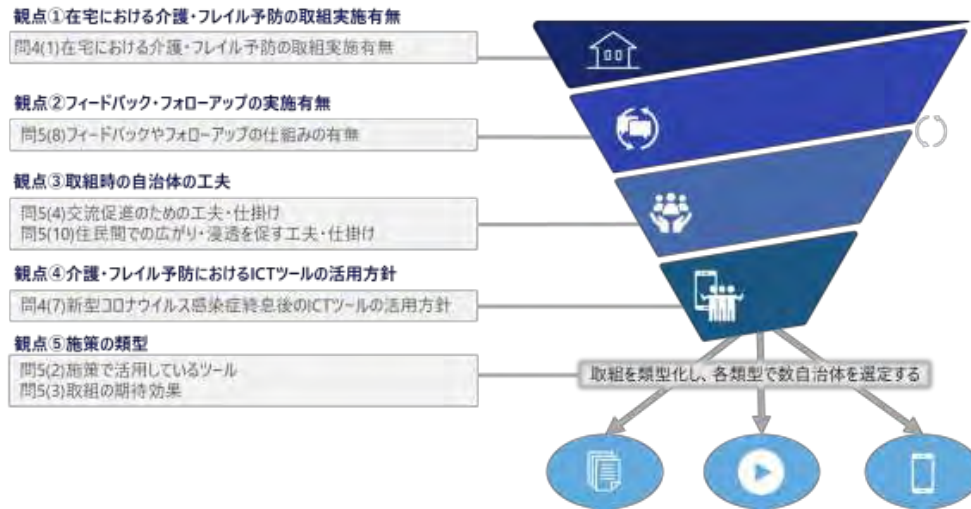 観点①在宅における介護・フレイル予防の取組実施有無
問4(1)在宅における介護・フレイル予防の取組実施有無
観点②フィードバック・フォローアップの実施有無
問5(8)フィードバックやフォローアップの仕組みの有無
観点③取組時の自治体の工夫
問5(4)交流促進のための工夫・仕掛け
問5(10)住民間での広がり・浸透を促す工夫・仕掛け
観点④介護・フレイル予防におけるICTツールの活用方針
問4(7)新型コロナウイルス感染症終息後のICTツールの活用方針
観点⑤施策の類型
問5(2)施策で活用しているツール
問5(3)取組の期待効果
取組を類型化し、各類型で数自治体を選定する